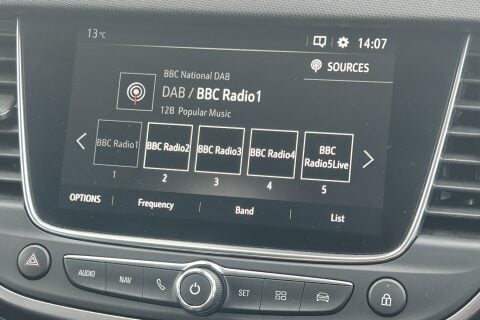 13°C
14:07
SOURCES
BBC National DAB
DAB / BBC Radio1
12B Popular Music
BBC Radio1 BBC Radio2 BBC Radio3 BBC Radio4 BBC
Radio5Live
1 2 3 4 5
OPTIONS Frequency Band List
AUDIO NAV SET